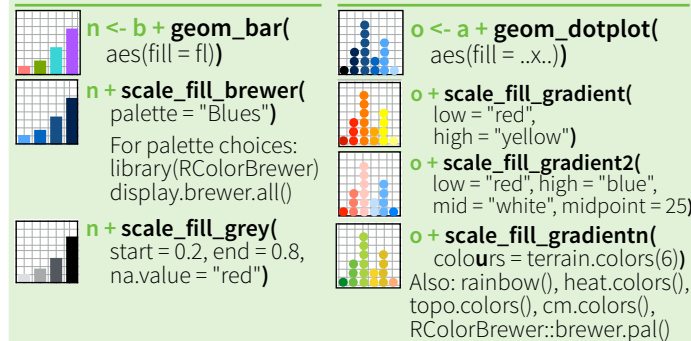 n <- b + geom_bar(
aes(fill = fl))
n + scale_fill_brewer(
palette = "Blues")
For palette choices:
library(RColorBrewer)
display.brewer.all()
n + scale_fill_grey(
start = 0.2, end = 0.8,
na.value = "red")
o <- a + geom_dotplot(
aes(fill = ..x..))
o + scale_fill_gradient(
low = "red",
high = "yellow")
o + scale_fill_gradient2(
low = "red", high = "blue",
mid = "white", midpoint = 25)
o + scale_fill_gradientn(
colours = terrain.colors(6))
Also: rainbow(), heat.colors(),
topo.colors(), cm.colors(),
RColorBrewer::brewer.pal()